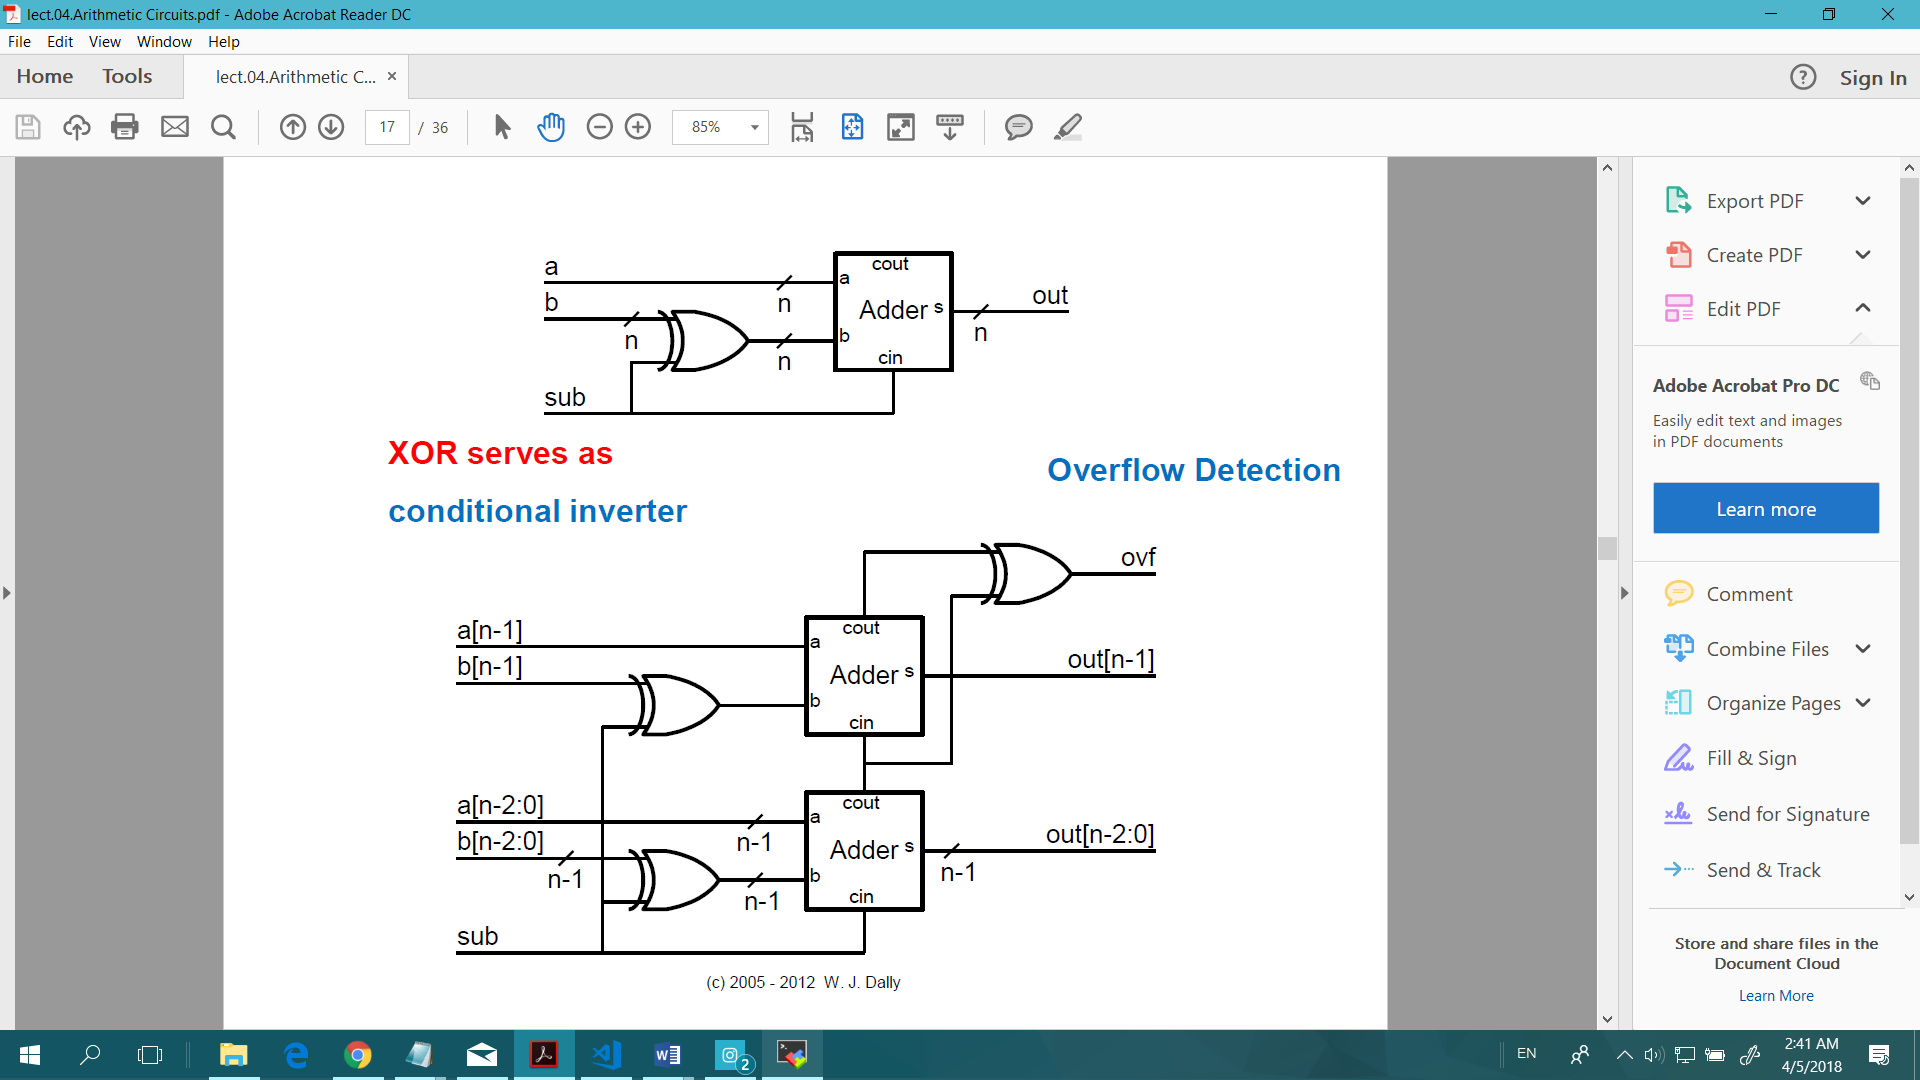 lect.04.Arithmetic Circuits.pdf - Adobe Acrobat Reader DC
File Edit View Window Help
Home Tools lect.04.Arithmetic C... × ? Sign In
17 / 36 85%
a
b
n
n
n
sub
cout
a
Adder s
b
cin
out
n
XOR serves as
conditional inverter
Overflow Detection
ovf
a[n-1]
b[n-1]
cout
a
Adder s
b
cin
out[n-1]
a[n-2:0]
b[n-2:0]
n-1
n-1
n-1
cout
a
Adder s
b
cin
out[n-2:0]
n-1
sub
(c) 2005 - 2012 W. J. Dally
Export PDF
Create PDF
Edit PDF
Adobe Acrobat Pro DC
Easily edit text and images
in PDF documents
Learn more
Comment
Combine Files
Organize Pages
Fill & Sign
Send for Signature
Send & Track
Store and share files in the
Document Cloud
Learn More
2
EN
2:41 AM
4/5/2018